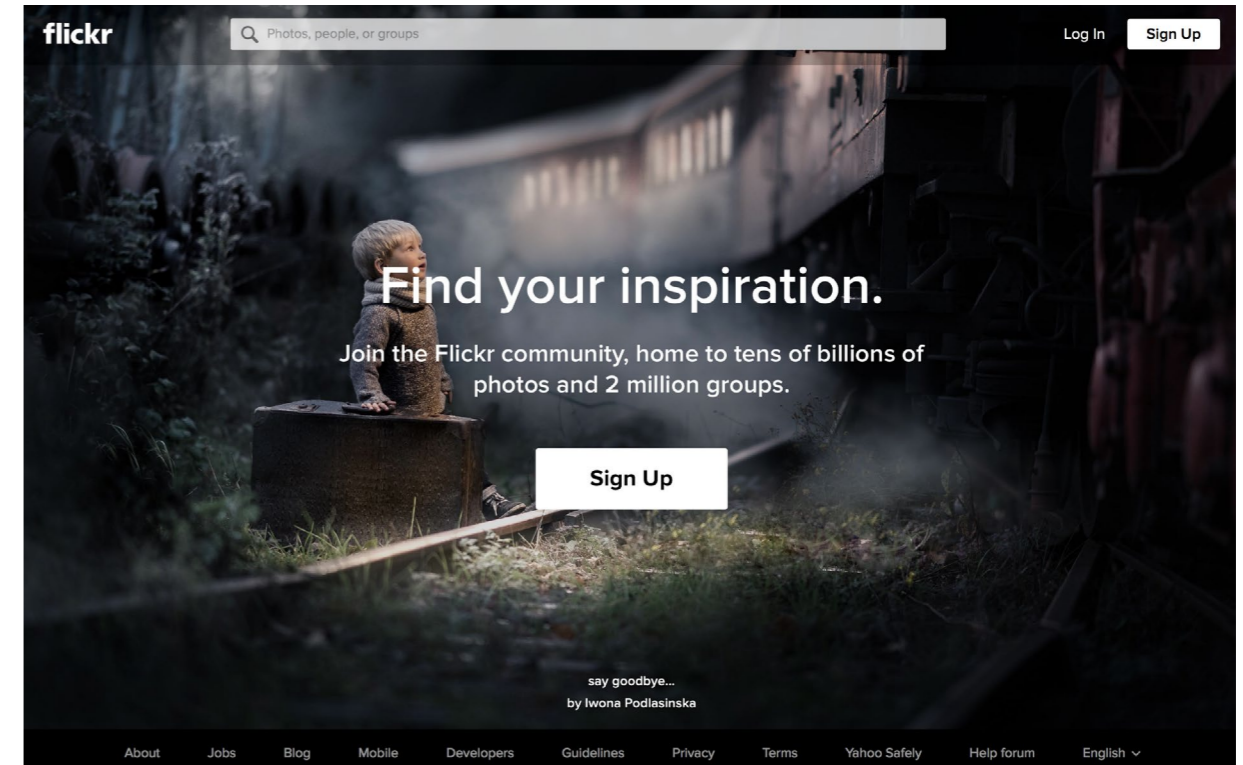 flickr
Photos, people, or groups
Log In
Sign Up
Find your inspiration.
Join the Flickr community, home to tens of billions of
photos and 2 million groups.
Sign Up
say goodbye...
by Iwona Podlasinska
About Jobs Blog Mobile Developers Guidelines Privacy Terms Yahoo Safely Help forum English